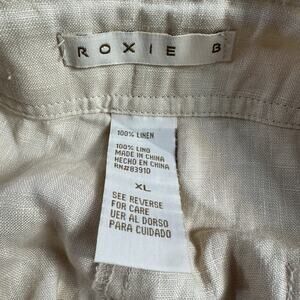 ROXIE B
100% LINEN
100% LINO
MADE IN CHINA
HECHO EN CHINA
RN#83910
XL
SEE REVERSE
FOR CARE
VER AL DORSO
PARA CUIDADO